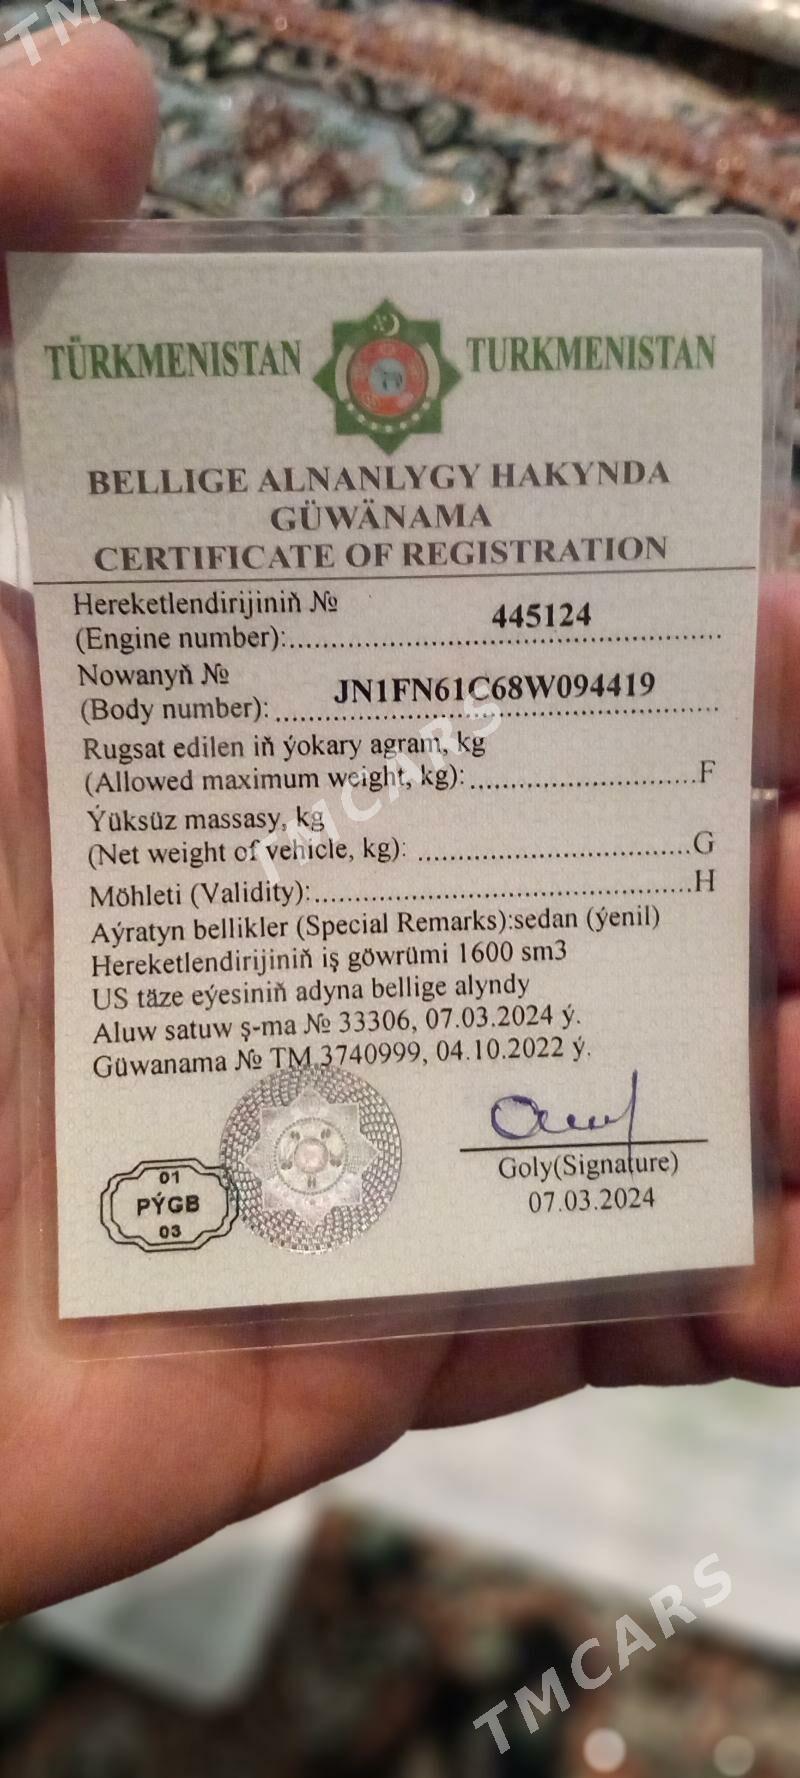 TMCARS
TÜRKMENISTAN TURKMENISTAN
BELLIGE ALNANLYGY HAKYNDA
GÜWÄNAMA
CERTIFICATE OF REGISTRATION
Hereketlendirijiniň №
(Engine number):.......... 445124
Nowanyň №
(Body number): .......... JN1FN61C68W094419
Rugsat edilen iň ýokary agram, kg
(Allowed maximum weight, kg):..........F
Ýüksüz massasy, kg
(Net weight of vehicle, kg): ..........G
Möhleti (Validity):..........H
Aýratyn bellikler (Special Remarks):sedan (ýenil)
Hereketlendirijiniň iş göwrümi 1600 sm3
US täze eýesiniň adyna bellige alyndy
Aluw satuw ş-ma № 33306, 07.03.2024 ý.
Güwanama № TM 3740999, 04.10.2022 ý.
01
PÝGB
03
Goly(Signature)
07.03.2024
TMCARS
TMCARS